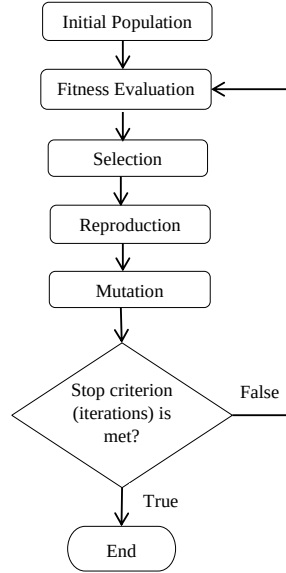 Initial Population
Fitness Evaluation
Selection
Reproduction
Mutation
Stop criterion
(iterations) is
met?
False
True
End